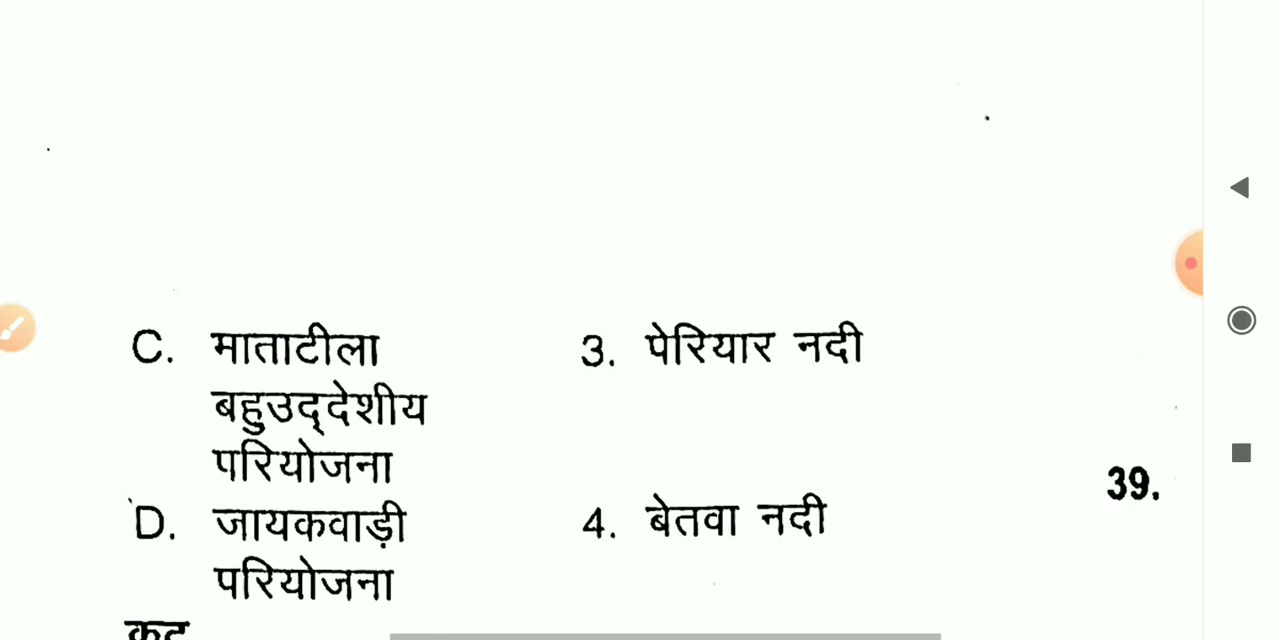 C. माताटीला 3. पेरियार नदी
बहुउद्देशीय
परियोजना
39.
D. जायकवाड़ी 4. बेतवा नदी
परियोजना
कूट